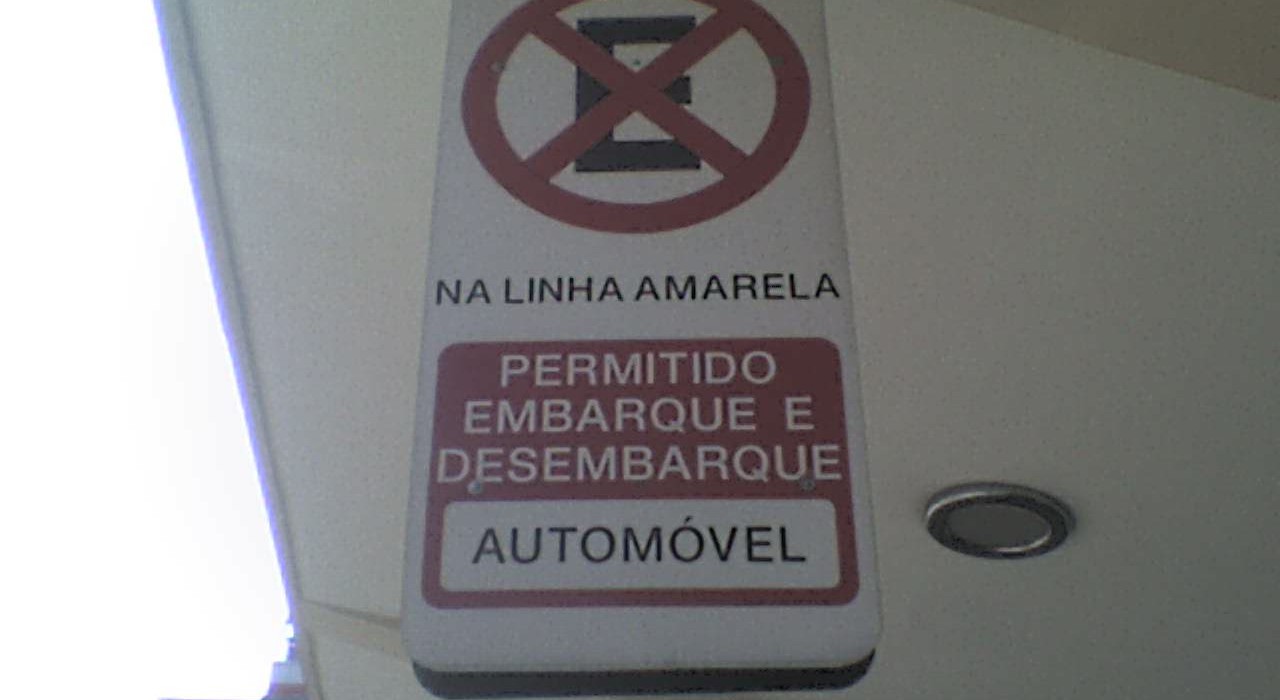 E
NA LINHA AMARELA
PERMITIDO
EMBARQUE E
DESEMBARQUE
AUTOMÓVEL